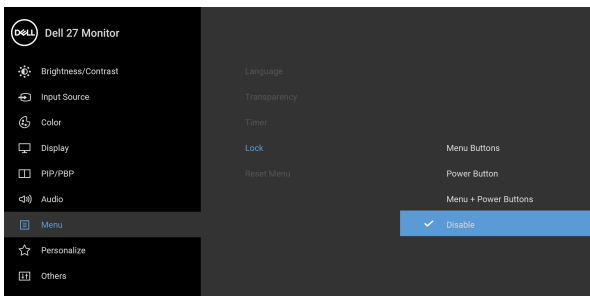 DELL Dell 27 Monitor
Brightness/Contrast
Input Source
Color
Display
PIP/PBP
Audio
Menu
Personalize
Others
Language
Transparency
Timer
Lock
Reset Menu
Menu Buttons
Power Button
Menu + Power Buttons
Disable